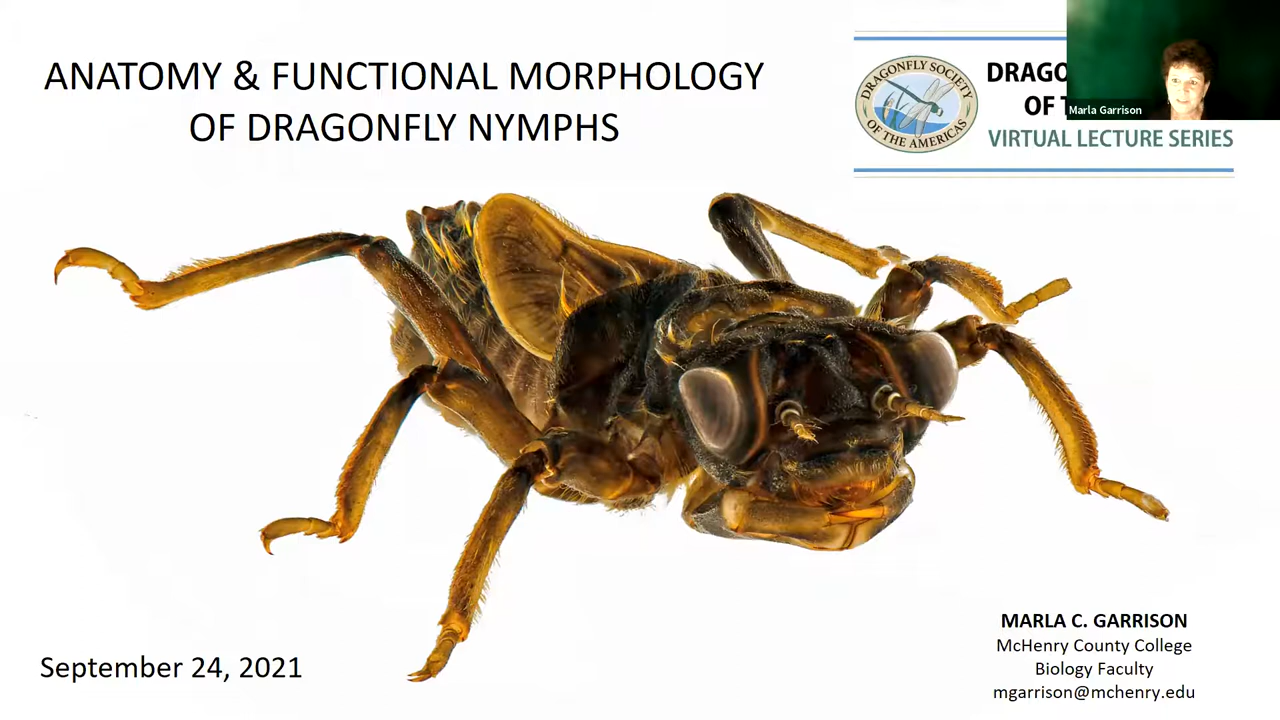 ANATOMY & FUNCTIONAL MORPHOLOGY
OF DRAGONFLY NYMPHS
DRAGONFLY SOCIETY
OF THE AMERICAS
DRAGO
OF T
VIRTUAL LECTURE SERIES
Marla Garrison
September 24, 2021
MARLA C. GARRISON
McHenry County College
Biology Faculty
mgarrison@mchenry.edu